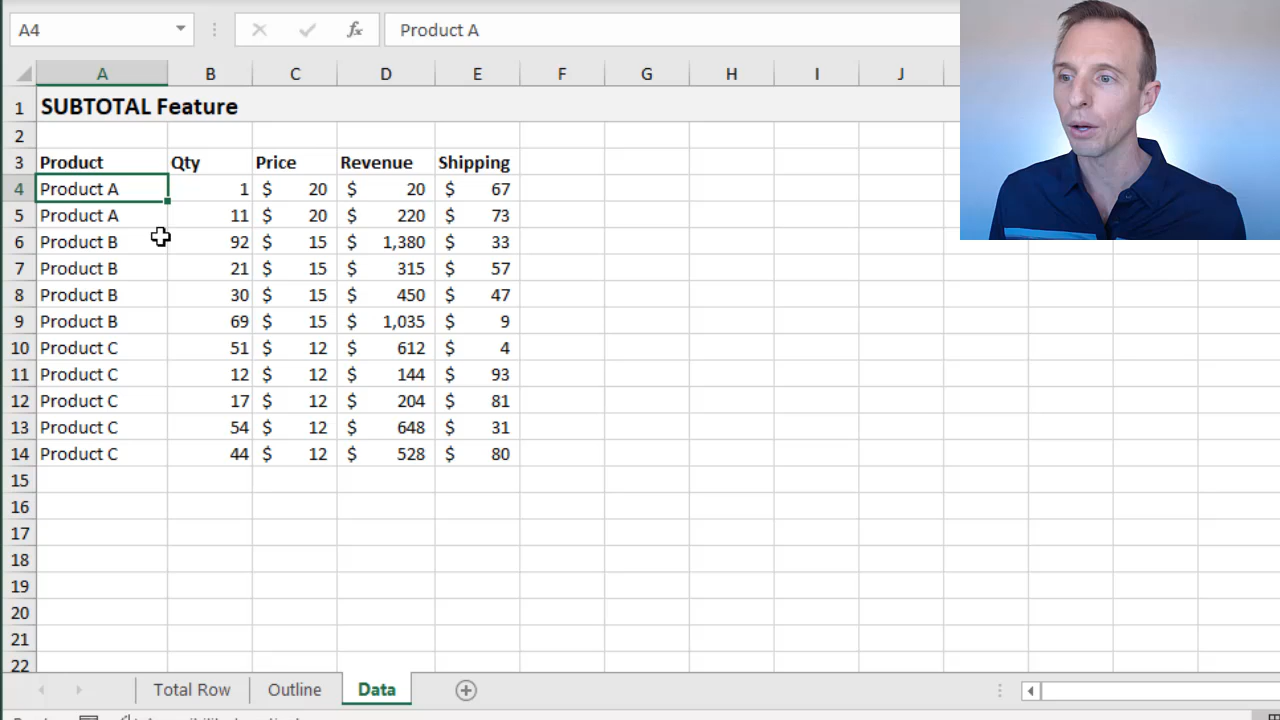 A4 fx Product A
A B C D E F G H I J
1 SUBTOTAL Feature
2
3 Product Qty Price Revenue Shipping
4 Product A 1 $ 20 $ 20 $ 67
5 Product A 11 $ 20 $ 220 $ 73
6 Product B 92 $ 15 $ 1,380 $ 33
7 Product B 21 $ 15 $ 315 $ 57
8 Product B 30 $ 15 $ 450 $ 47
9 Product B 69 $ 15 $ 1,035 $ 9
10 Product C 51 $ 12 $ 612 $ 4
11 Product C 12 $ 12 $ 144 $ 93
12 Product C 17 $ 12 $ 204 $ 81
13 Product C 54 $ 12 $ 648 $ 31
14 Product C 44 $ 12 $ 528 $ 80
15
16
17
18
19
20
21
22
Total Row Outline Data